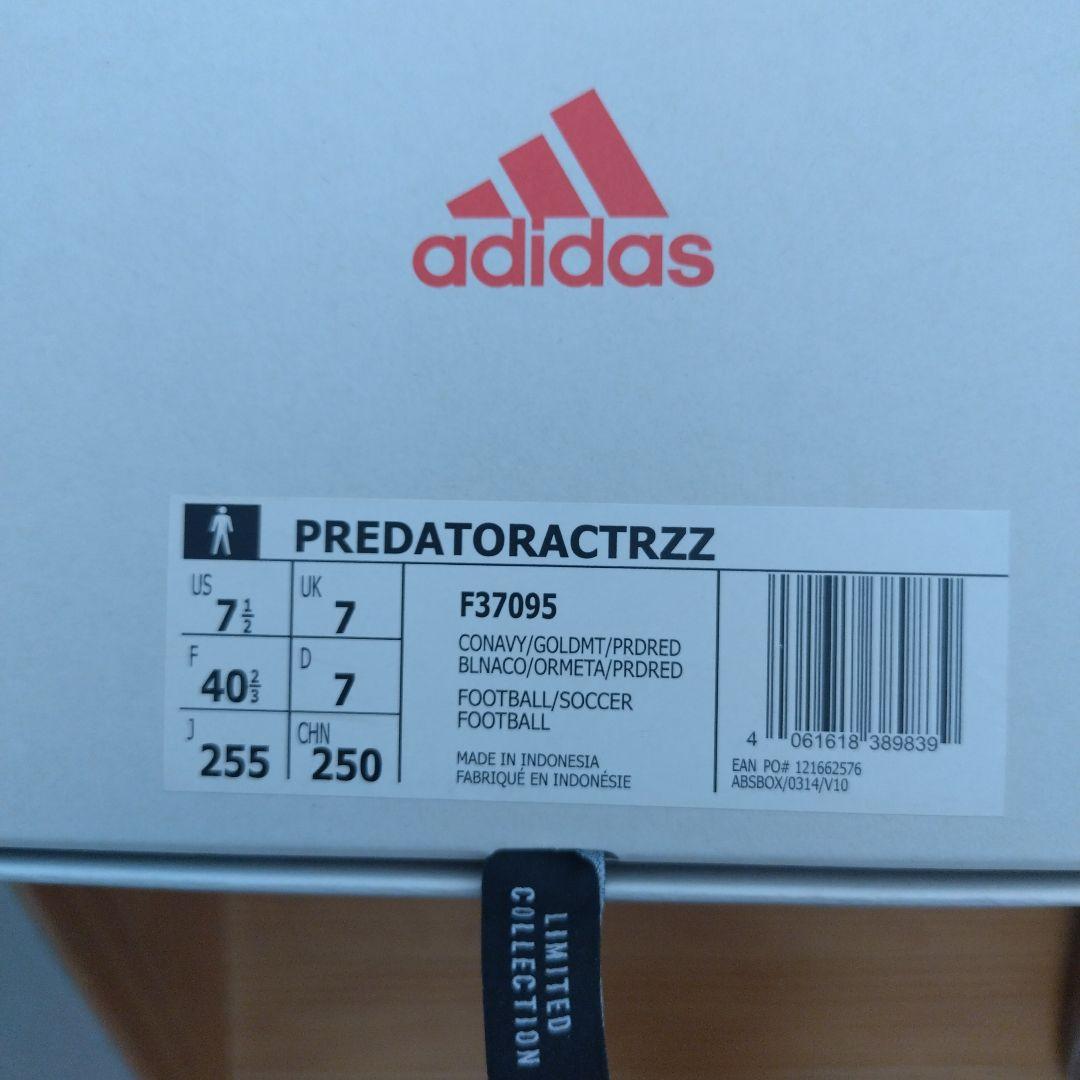 adidas
PREDATORACTRZZ
US 7½ UK 7
F 40⅔ D 7
J 255 CHN 250
F37095
CONAVY/GOLDMT/PRDRED
BLNACO/ORMETA/PRDRED
FOOTBALL/SOCCER
FOOTBALL
MADE IN INDONESIA
FABRIQUÉ EN INDONÉSIE
4 061618 389839
EAN PO# 121662576
ABSBOX/0314/V10
LIMITED
COLLECTION